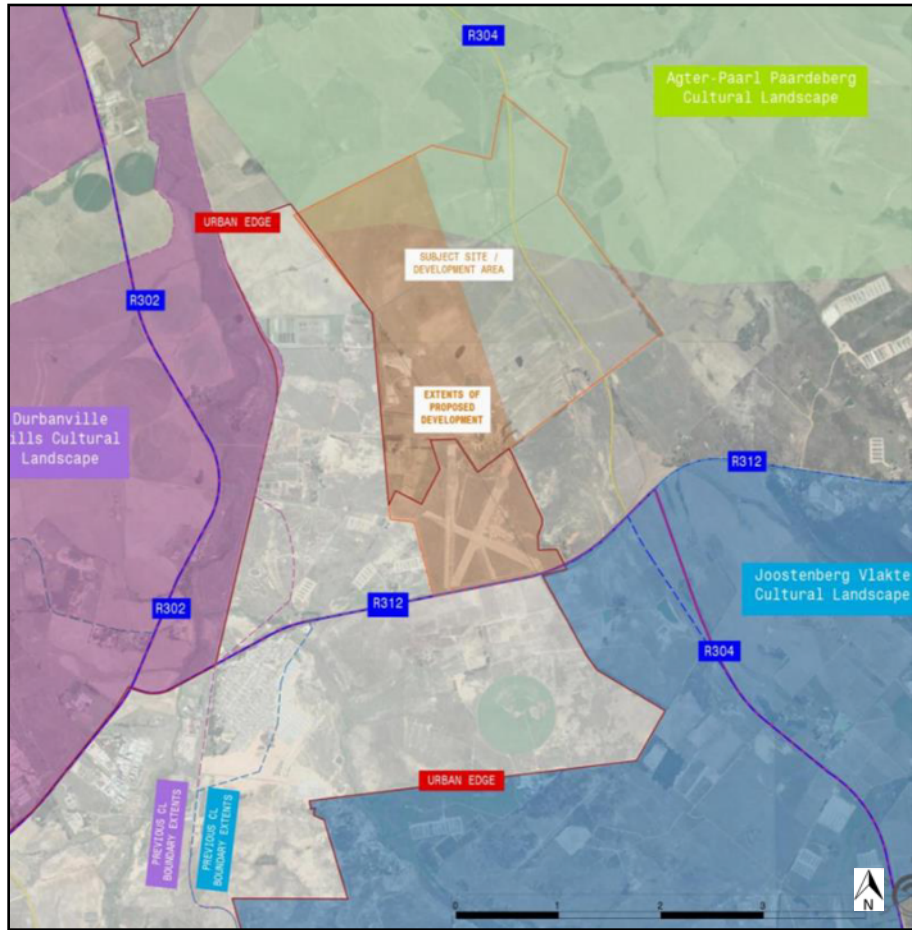 R304
Agter-Paarl Paardeberg
Cultural Landscape
URBAN EDGE
SUBJECT SITE /
DEVELOPMENT AREA
R302
EXTENTS OF
PROPOSED
DEVELOPMENT
Durbanville
ills Cultural
Landscape
R312
Joostenberg Vlakte
Cultural Landscape
R312
R302
R304
URBAN EDGE
PREVIOUS CL
BOUNDARY EXTENTS
PREVIOUS CL
BOUNDARY EXTENTS
N
0 1 2 3